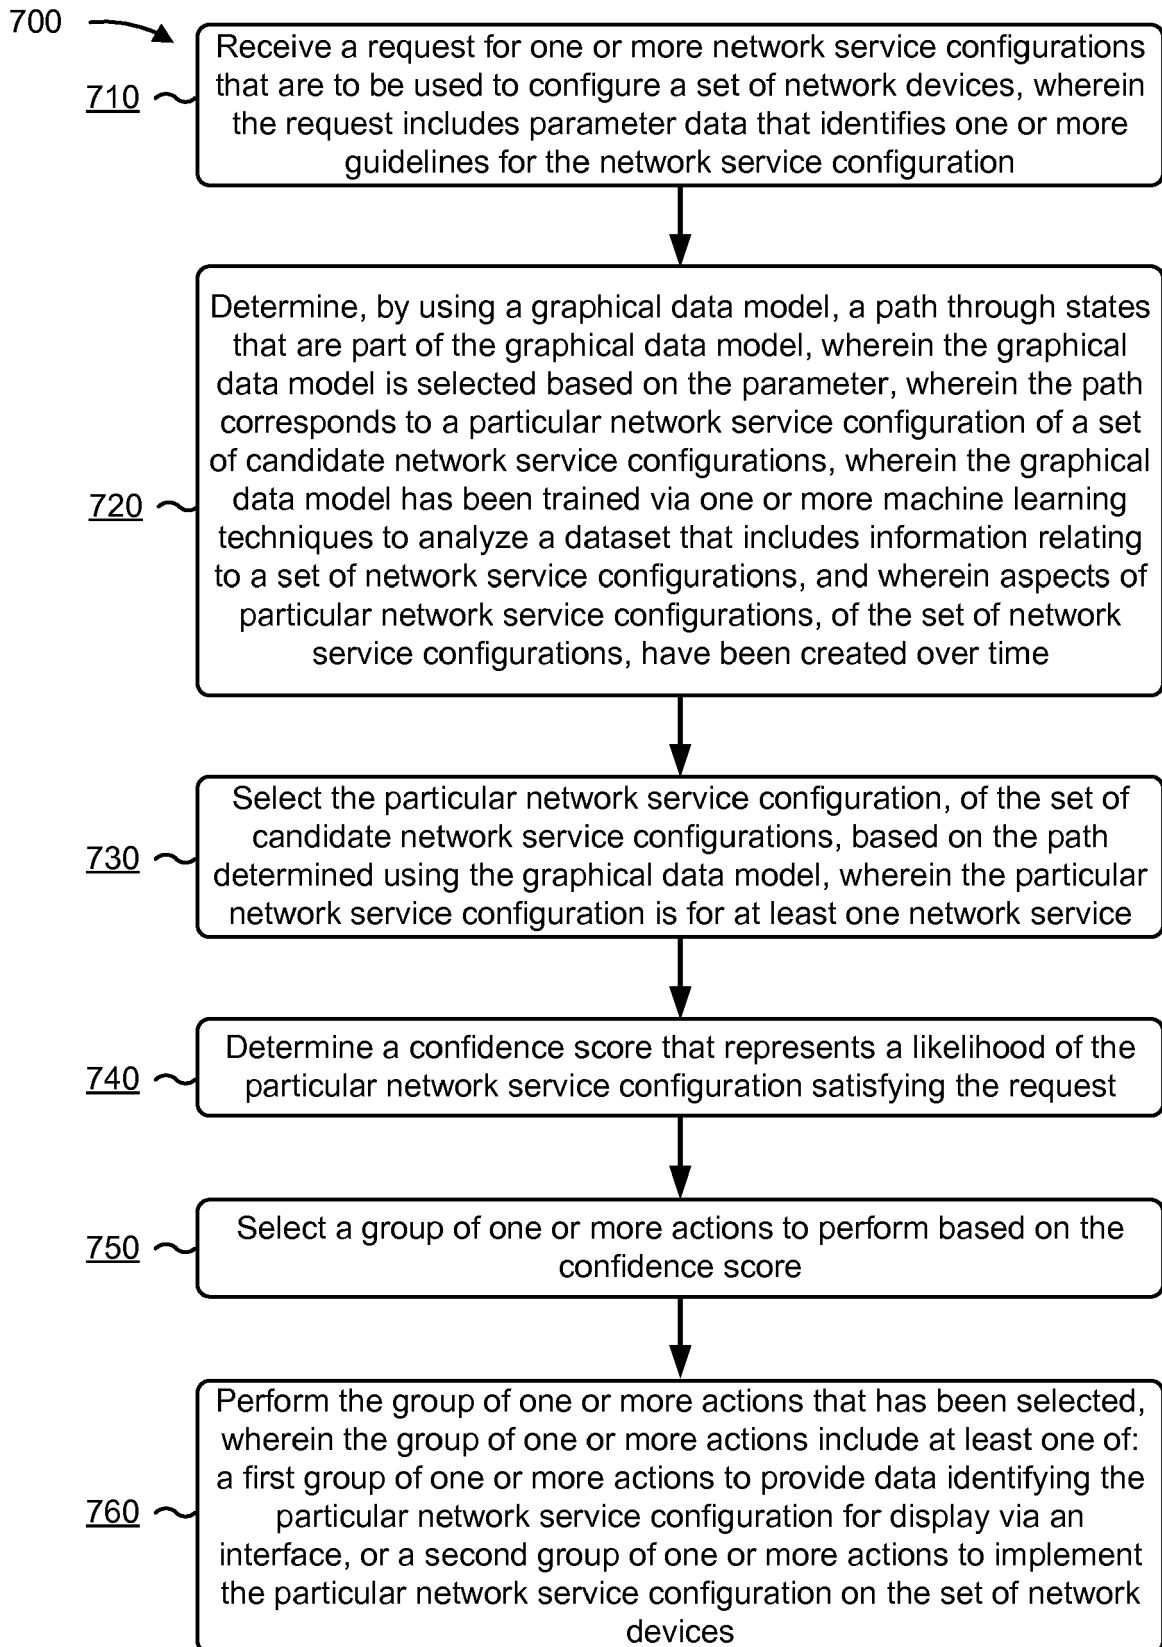 700
710
Receive a request for one or more network service configurations
that are to be used to configure a set of network devices, wherein
the request includes parameter data that identifies one or more
guidelines for the network service configuration
720
Determine, by using a graphical data model, a path through states
that are part of the graphical data model, wherein the graphical
data model is selected based on the parameter, wherein the path
corresponds to a particular network service configuration of a set
of candidate network service configurations, wherein the graphical
data model has been trained via one or more machine learning
techniques to analyze a dataset that includes information relating
to a set of network service configurations, and wherein aspects of
particular network service configurations, of the set of network
service configurations, have been created over time
730
Select the particular network service configuration, of the set of
candidate network service configurations, based on the path
determined using the graphical data model, wherein the particular
network service configuration is for at least one network service
740
Determine a confidence score that represents a likelihood of the
particular network service configuration satisfying the request
750
Select a group of one or more actions to perform based on the
confidence score
760
Perform the group of one or more actions that has been selected,
wherein the group of one or more actions include at least one of:
a first group of one or more actions to provide data identifying the
particular network service configuration for display via an
interface, or a second group of one or more actions to implement
the particular network service configuration on the set of network
devices